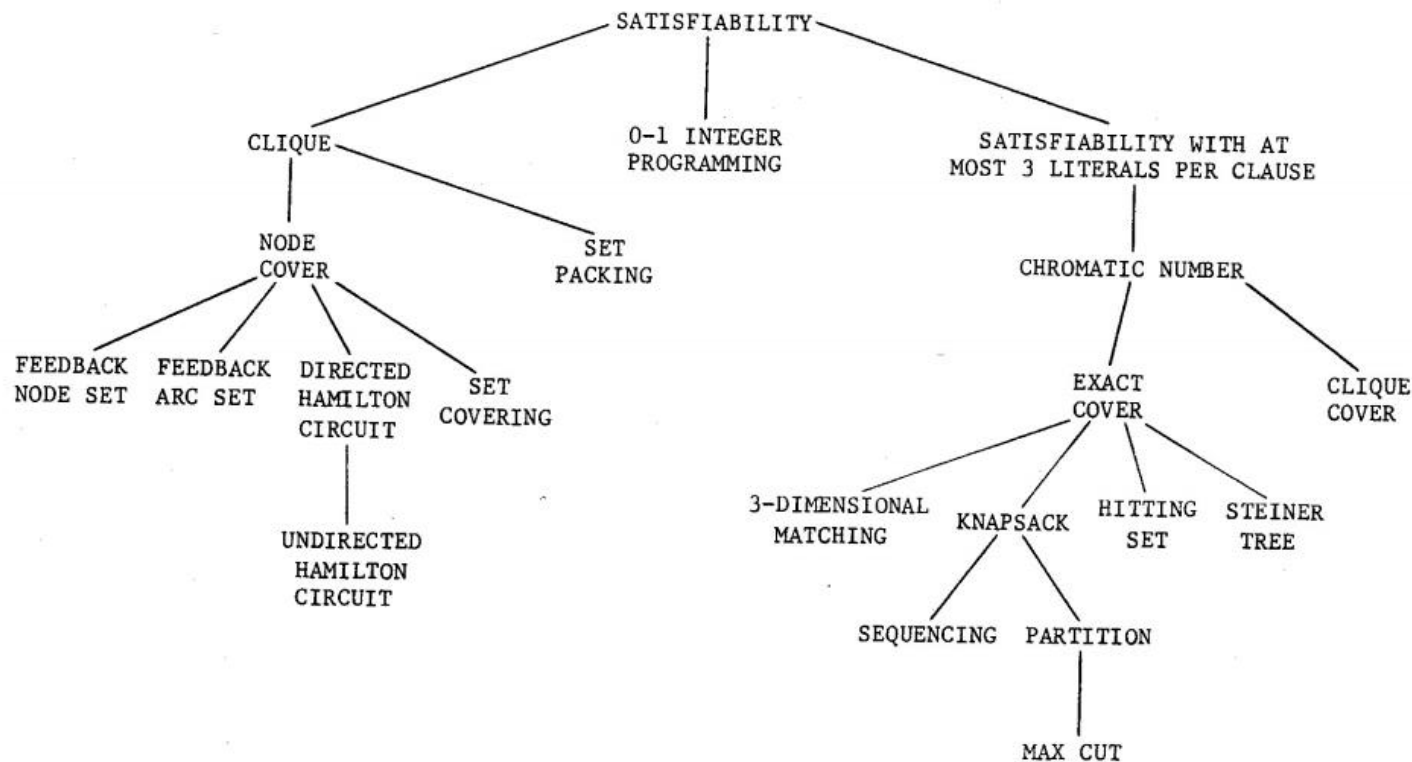 SATISFIABILITY
CLIQUE
0-1 INTEGER
PROGRAMMING
SATISFIABILITY WITH AT
MOST 3 LITERALS PER CLAUSE
NODE
COVER
SET
PACKING
CHROMATIC NUMBER
FEEDBACK
NODE SET
FEEDBACK
ARC SET
DIRECTED
HAMILTON
CIRCUIT
SET
COVERING
EXACT
COVER
CLIQUE
COVER
3-DIMENSIONAL
MATCHING
KNAPSACK
HITTING
SET
STEINER
TREE
UNDIRECTED
HAMILTON
CIRCUIT
SEQUENCING
PARTITION
MAX CUT